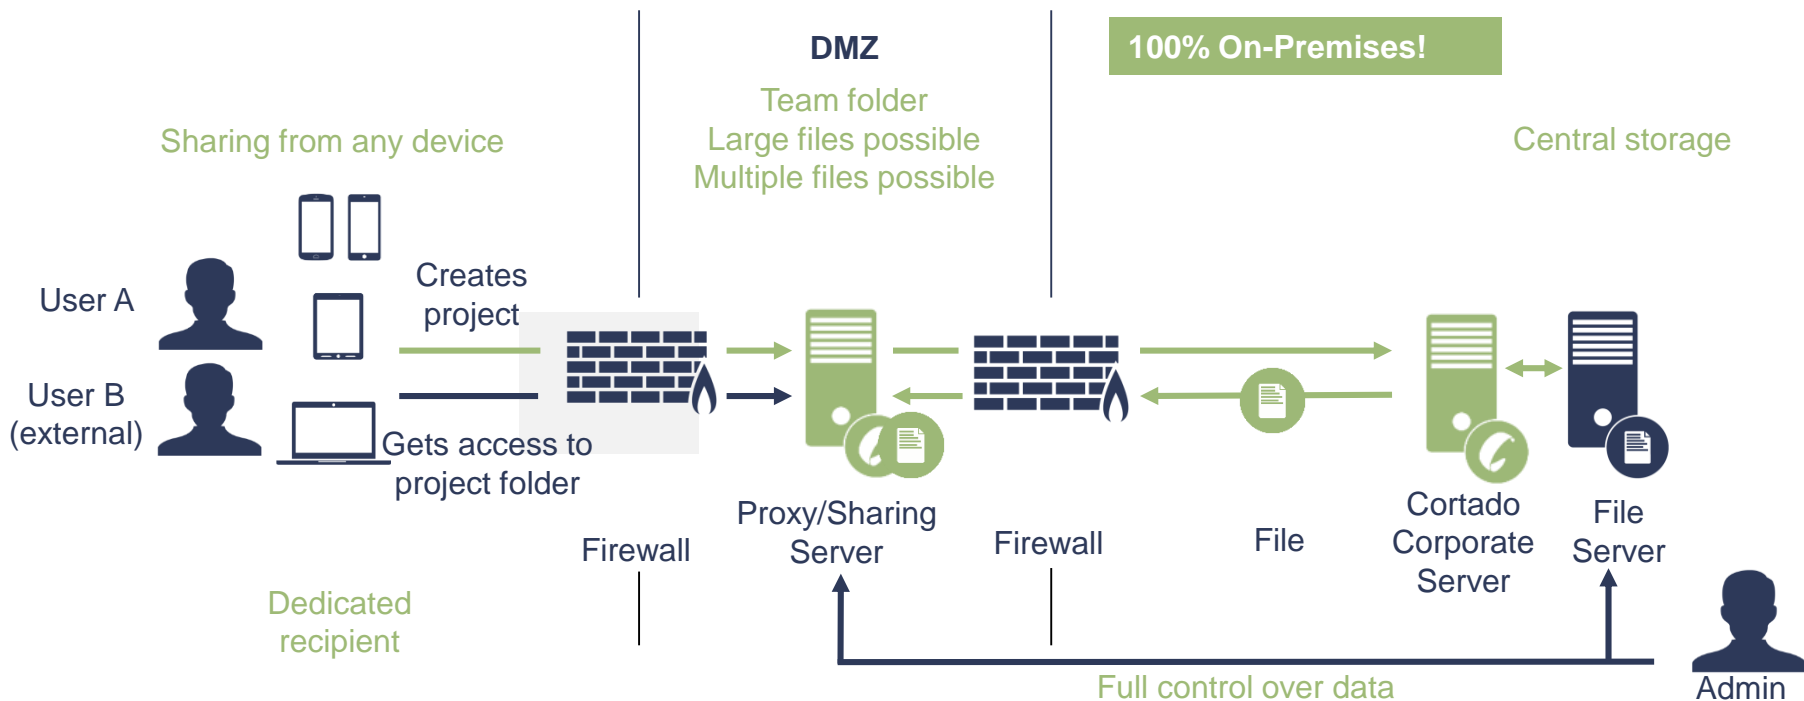 DMZ
100% On-Premises!
Team folder
Large files possible
Multiple files possible
Sharing from any device
Central storage
User A
Creates
project
User B
(external)
Gets access to
project folder
Firewall
Proxy/Sharing
Server
Firewall
File
Cortado
Corporate
Server
File
Server
Dedicated
recipient
Full control over data
Admin